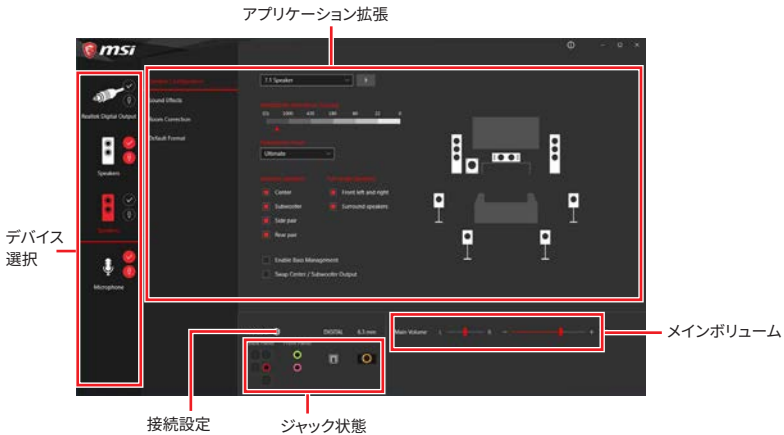 アプリケーション拡張
msi
Realtek Digital Output
Speakers
Speakers
Microphone
Sound Effects
Room Correction
Default Format
7.1 Speaker
Ultimate
Center
Subwoofer
Side pair
Rear pair
Front left and right
Surround speakers
Enable Bass Management
Swap Center / Subwoofer Output
デバイス
選択
DIGITAL
6.3 mm
Main Volume
L
R
メインボリューム
接続設定
ジャック状態